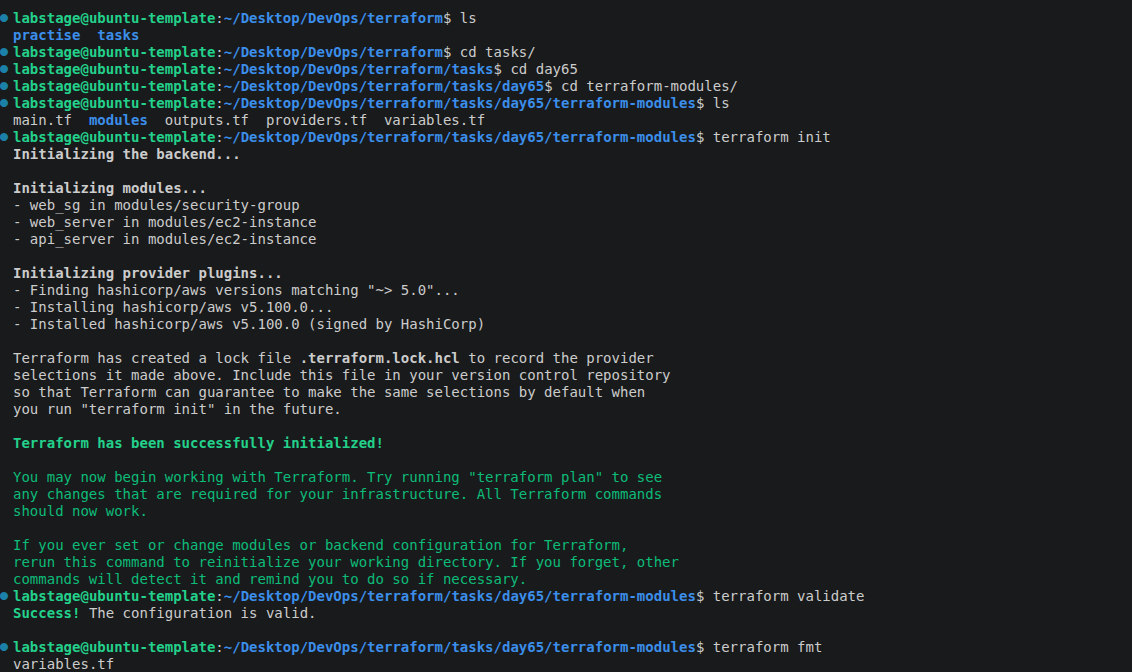 labstage@ubuntu-template:~/Desktop/DevOps/terraform$ ls
practise  tasks
labstage@ubuntu-template:~/Desktop/DevOps/terraform$ cd tasks/
labstage@ubuntu-template:~/Desktop/DevOps/terraform/tasks$ cd day65
labstage@ubuntu-template:~/Desktop/DevOps/terraform/tasks/day65$ cd terraform-modules/
labstage@ubuntu-template:~/Desktop/DevOps/terraform/tasks/day65/terraform-modules$ ls
main.tf  modules  outputs.tf  providers.tf  variables.tf
labstage@ubuntu-template:~/Desktop/DevOps/terraform/tasks/day65/terraform-modules$ terraform init
Initializing the backend...

Initializing modules...
- web_sg in modules/security-group
- web_server in modules/ec2-instance
- api_server in modules/ec2-instance

Initializing provider plugins...
- Finding hashicorp/aws versions matching "~> 5.0"...
- Installing hashicorp/aws v5.100.0...
- Installed hashicorp/aws v5.100.0 (signed by HashiCorp)

Terraform has created a lock file .terraform.lock.hcl to record the provider
selections it made above. Include this file in your version control repository
so that Terraform can guarantee to make the same selections by default when
you run "terraform init" in the future.

Terraform has been successfully initialized!

You may now begin working with Terraform. Try running "terraform plan" to see
any changes that are required for your infrastructure. All Terraform commands
should now work.

If you ever set or change modules or backend configuration for Terraform,
rerun this command to reinitialize your working directory. If you forget, other
commands will detect it and remind you to do so if necessary.
labstage@ubuntu-template:~/Desktop/DevOps/terraform/tasks/day65/terraform-modules$ terraform validate
Success! The configuration is valid.

labstage@ubuntu-template:~/Desktop/DevOps/terraform/tasks/day65/terraform-modules$ terraform fmt
variables.tf